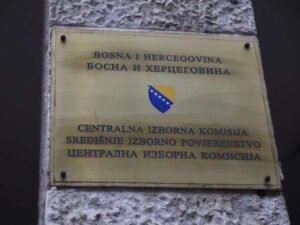 BOSNA I HERCEGOVINA
БОСНА И ХЕРЦЕГОВИНА
CENTRALNA IZBORNA KOMISIJA
SREDIŠNJE IZBORNO POVJERENSTVO
ЦЕНТРАЛНА ИЗБОРНА КОМИСИЈА